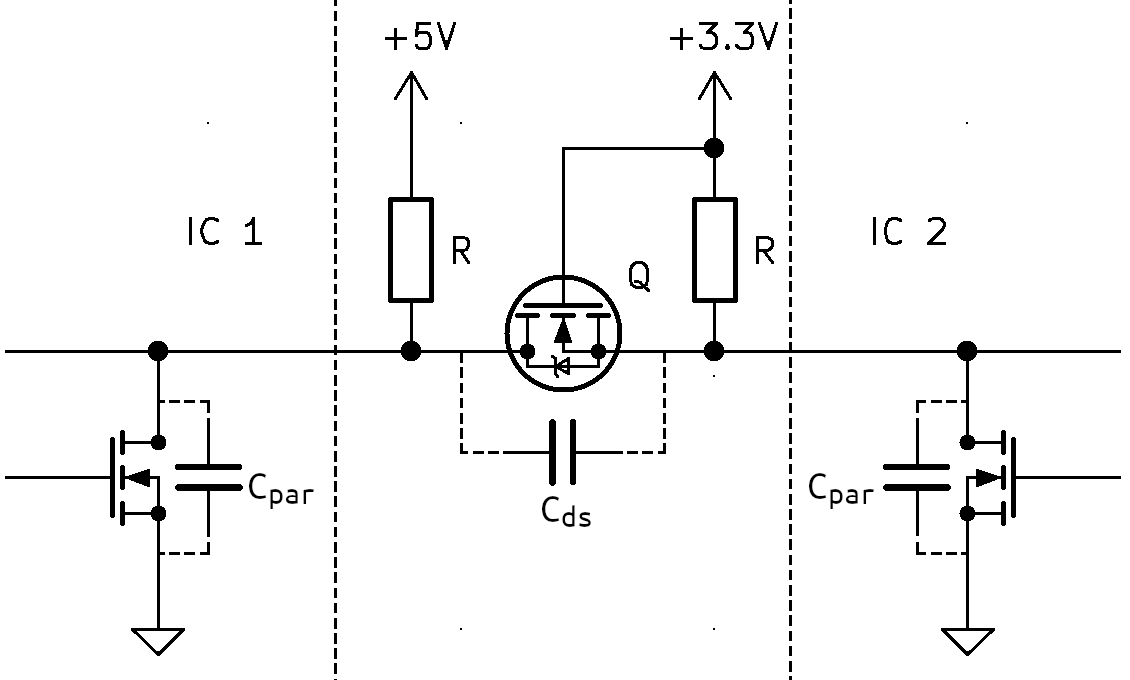 +5V
+3.3V
IC 1
R
Q
R
IC 2
Cpar
Cds
Cpar